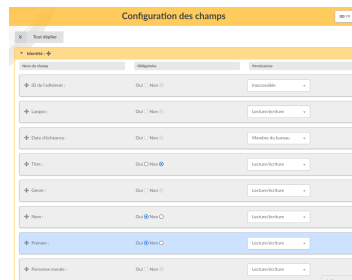 Configuration des champs
Tout déplier
Identité :
Nom du champ Obligatoire Permissions
ID de l'adhérent : Oui Non Inaccessible
Langue : Oui Non Lecture/écriture
Date d'échéance : Oui Non Membre du bureau
Titre : Oui Non Lecture/écriture
Genre : Oui Non Lecture/écriture
Nom : Oui Non Lecture/écriture
Prénom : Oui Non Lecture/écriture
Personne morale : Oui Non Lecture/écriture